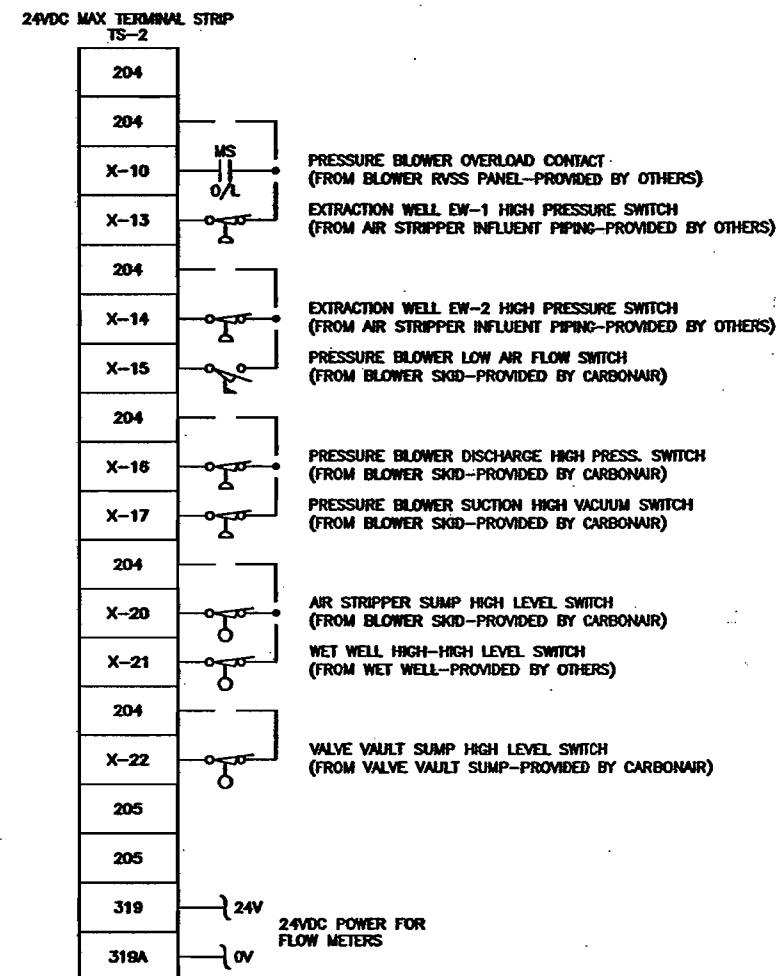 24VDC MAX TERMINAL STRIP
TS-2
204
204
X-10
MS
O/L
PRESSURE BLOWER OVERLOAD CONTACT
(FROM BLOWER RVSS PANEL-PROVIDED BY OTHERS)
X-13
EXTRACTION WELL EW-1 HIGH PRESSURE SWITCH
(FROM AIR STRIPPER INFLUENT PIPING-PROVIDED BY OTHERS)
204
X-14
EXTRACTION WELL EW-2 HIGH PRESSURE SWITCH
(FROM AIR STRIPPER INFLUENT PIPING-PROVIDED BY OTHERS)
X-15
PRESSURE BLOWER LOW AIR FLOW SWITCH
(FROM BLOWER SKID-PROVIDED BY CARBONAIR)
204
X-16
PRESSURE BLOWER DISCHARGE HIGH PRESS. SWITCH
(FROM BLOWER SKID-PROVIDED BY CARBONAIR)
X-17
PRESSURE BLOWER SUCTION HIGH VACUUM SWITCH
(FROM BLOWER SKID-PROVIDED BY CARBONAIR)
204
X-20
AIR STRIPPER SUMP HIGH LEVEL SWITCH
(FROM BLOWER SKID-PROVIDED BY CARBONAIR)
X-21
WET WELL HIGH-HIGH LEVEL SWITCH
(FROM WET WELL-PROVIDED BY OTHERS)
204
X-22
VALVE VAULT SUMP HIGH LEVEL SWITCH
(FROM VALVE VAULT SUMP-PROVIDED BY CARBONAIR)
205
205
319
24V
24VDC POWER FOR
FLOW METERS
319A
0V